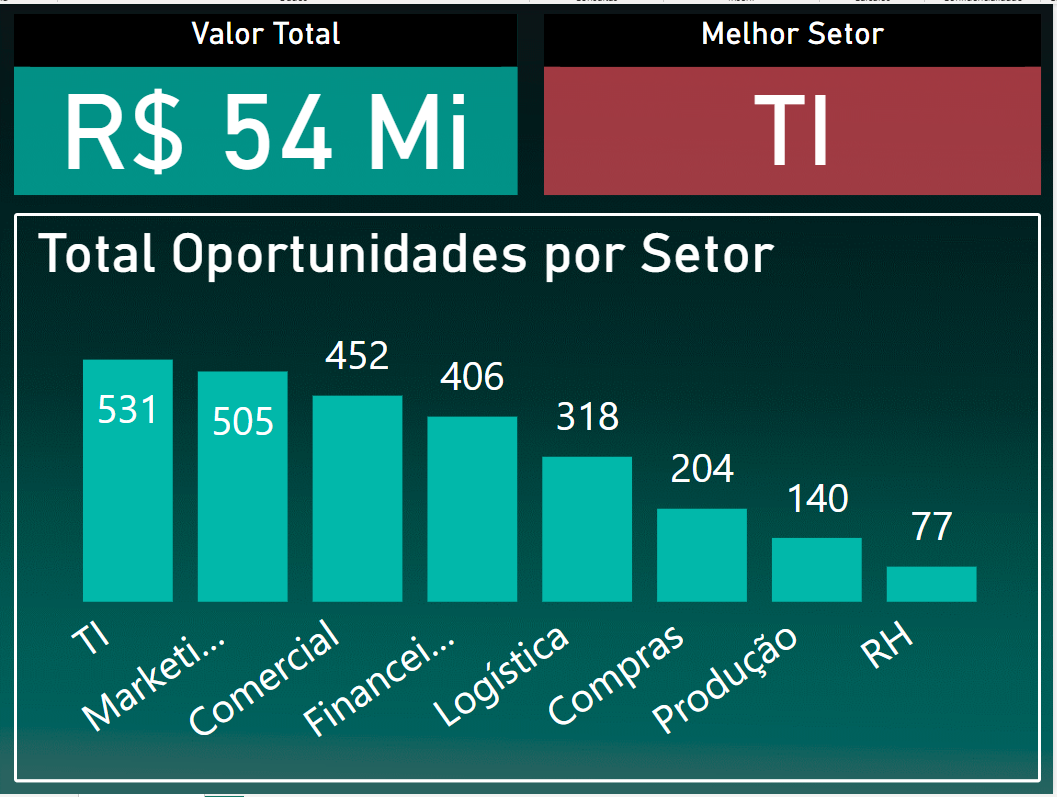 Valor Total
Melhor Setor
R$ 54 Mi
TI
Total Oportunidades por Setor
531
505
452
406
318
204
140
77
TI
Marketi...
Comercial
Financei...
Logística
Compras
Produção
RH